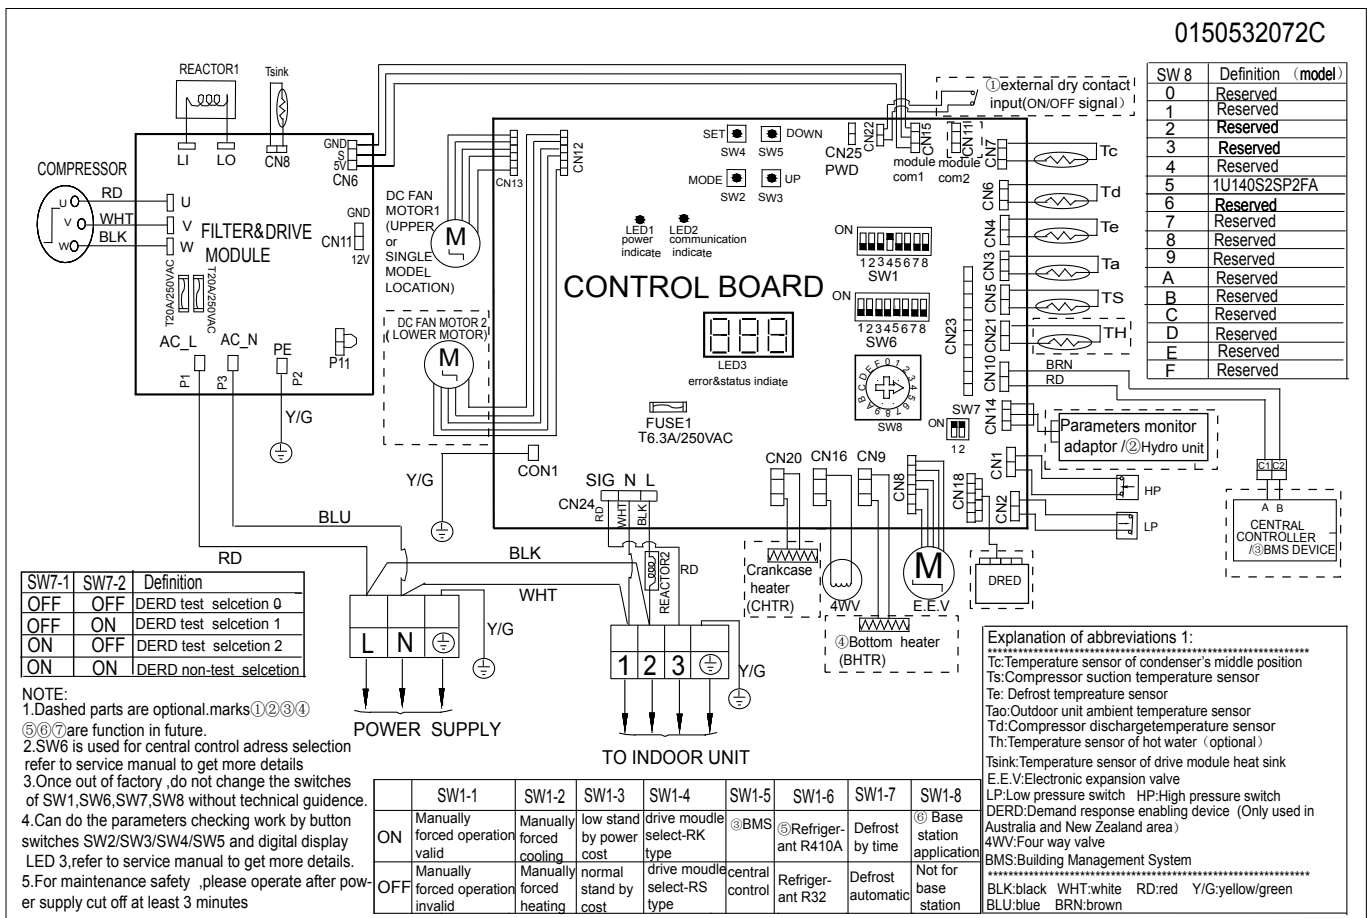 0150532072C
SW 8 Definition （model）
0 Reserved
1 Reserved
2 Reserved
3 Reserved
4 Reserved
5 1U140S2SP2FA
6 Reserved
7 Reserved
8 Reserved
9 Reserved
A Reserved
B Reserved
C Reserved
D Reserved
E Reserved
F Reserved
REACTOR1
Tsink
LI LO CN8
GND
S
5V
CN6
COMPRESSOR
U RD U
V WHT V
W BLK W
FILTER&DRIVE
MODULE
GND
CN11
12V
T20A/250VAC
T20A/250VAC
AC_L AC_N PE
P1 P3 P2 P11
Y/G
DC FAN
MOTOR1
(UPPER
or
SINGLE
MODEL
LOCATION)
M
DC FAN MOTOR 2
( LOWER MOTOR)
M
CN13
CN12
SET SW4
DOWN SW5
MODE SW2
UP SW3
CN25
PWD
CN22
CN15
module
com1
CN11
module
com2
①external dry contact
input(ON/OFF signal）
LED1
power
indicate
LED2
communication
indicate
ON
12345678
SW1
ON
12345678
SW6
CONTROL BOARD
LED3
error&status indiate
FUSE1
T6.3A/250VAC
0123456789ABCDEF
SW8
CN23
SW7
ON
12
CN7 Tc
CN6 Td
CN4 Te
CN3 Ta
CN5 TS
CN21 TH
CN10 BRN
RD
CN14
Parameters monitor
adaptor /②Hydro unit
CN1 HP
CN2 LP
C1 C2
A B
CENTRAL
CONTROLLER
/③BMS DEVICE
CON1
Y/G
SIG N L
CN24
RD WHT BLK
REACTOR2
RD
CN20 CN16 CN9 CN8 CN18
Crankcase
heater
(CHTR)
4WV
④Bottom heater
(BHTR)
M
E.E.V
DRED
BLU
RD
BLK
WHT
L N
Y/G
POWER SUPPLY
1 2 3
Y/G
TO INDOOR UNIT
SW7-1 SW7-2 Definition
OFF OFF DERD test selcetion 0
OFF ON DERD test selcetion 1
ON OFF DERD test selcetion 2
ON ON DERD non-test selcetion
NOTE:
1.Dashed parts are optional.marks①②③④
⑤⑥⑦are function in future.
2.SW6 is used for central control adress selection
refer to service manual to get more details
3.Once out of factory ,do not change the switches
of SW1,SW6,SW7,SW8 without technical guidence.
4.Can do the parameters checking work by button
switches SW2/SW3/SW4/SW5 and digital display
LED 3,refer to service manual to get more details.
5.For maintenance safety ,please operate after pow-
er supply cut off at least 3 minutes
SW1-1 SW1-2 SW1-3 SW1-4 SW1-5 SW1-6 SW1-7 SW1-8
ON
Manually
forced operation
valid
Manually
forced
cooling
low stand
by power
cost
drive moudle
select-RK
type
③BMS
⑤Refriger-
ant R410A
Defrost
by time
⑥ Base
station
application
OFF
Manually
forced operation
invalid
Manually
forced
heating
normal
stand by
cost
drive moudle
select-RS
type
central
control
Refriger-
ant R32
Defrost
automatic
Not for
base
station
Explanation of abbreviations 1:
******************************************************************
Tc:Temperature sensor of condenser's middle position
Ts:Compressor suction temperature sensor
Te: Defrost tempreature sensor
Tao:Outdoor unit ambient temperature sensor
Td:Compressor dischargetemperature sensor
Th:Temperature sensor of hot water（optional）
Tsink:Temperature sensor of drive module heat sink
E.E.V:Electronic expansion valve
LP:Low pressure switch HP:High pressure switch
DERD:Demand response enabling device (Only used in
Australia and New Zealand area）
4WV:Four way valve
BMS:Building Management System
******************************************************************
BLK:black WHT:white RD:red Y/G:yellow/green
BLU:blue BRN:brown